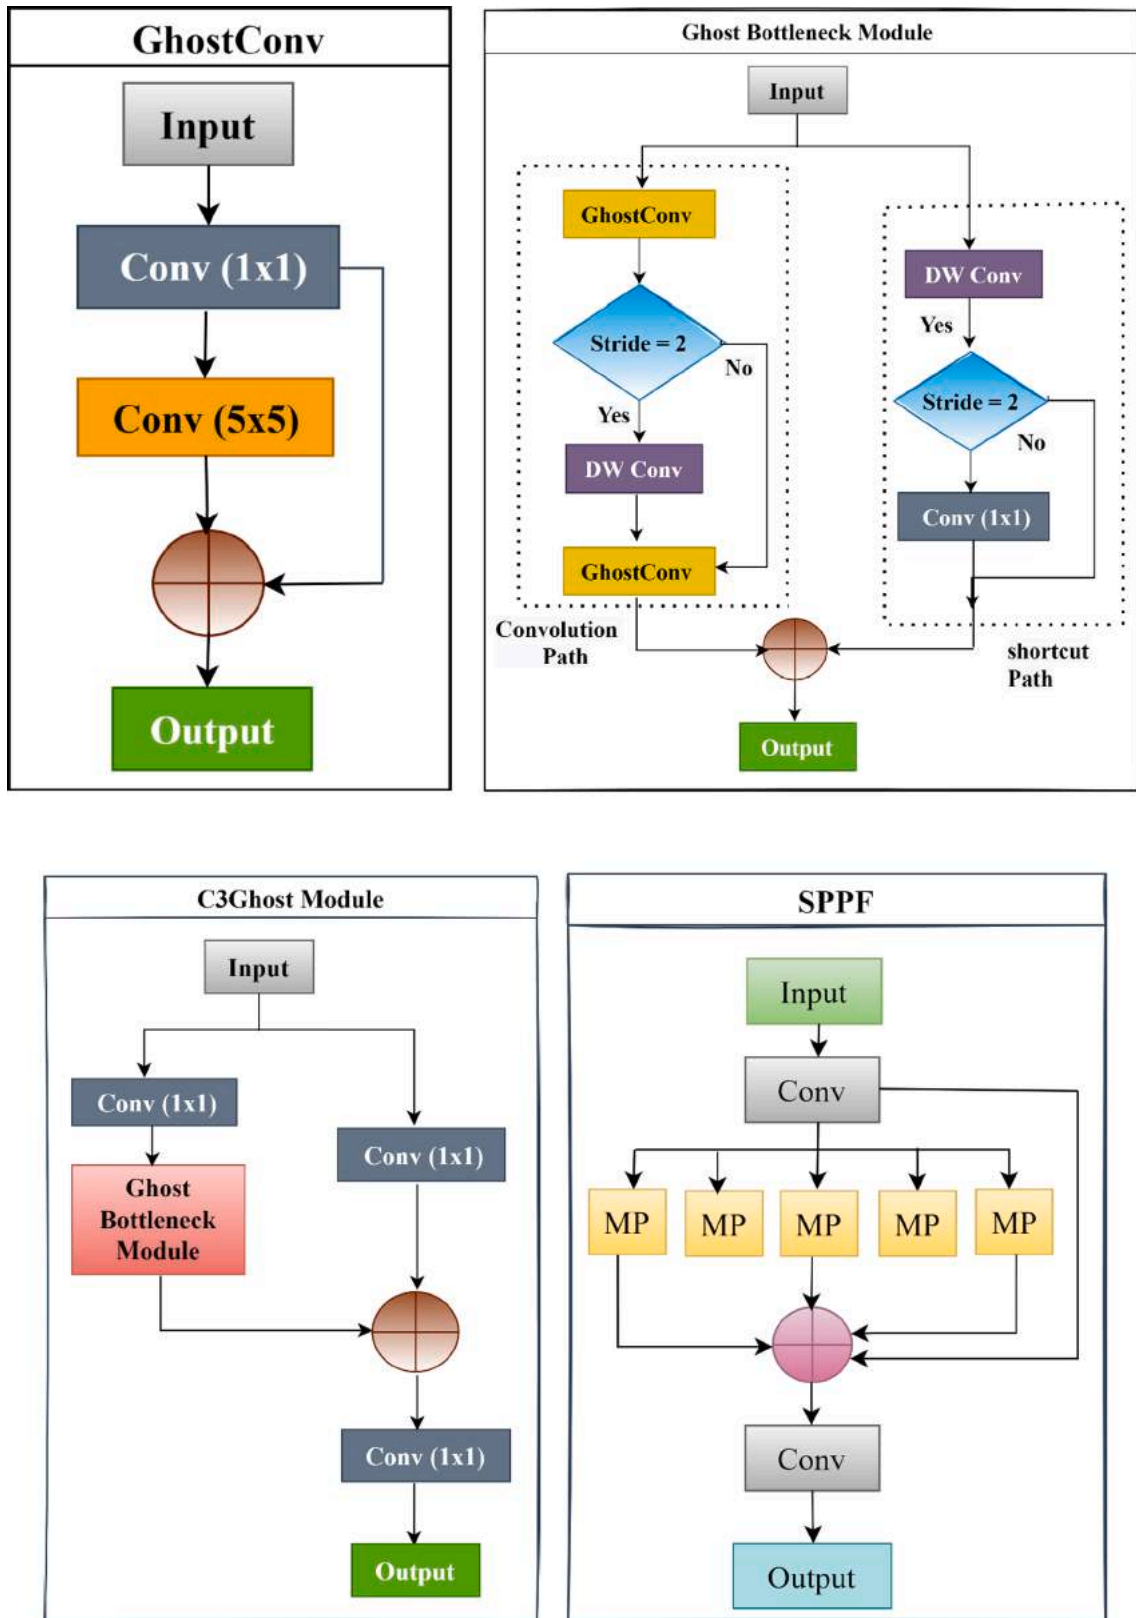 GhostConv
Input
Conv (1x1)
Conv (5x5)
Output
Ghost Bottleneck Module
Input
GhostConv
Stride = 2
No
Yes
DW Conv
GhostConv
Convolution
Path
DW Conv
Yes
Stride = 2
No
Conv (1x1)
shortcut
Path
Output
C3Ghost Module
Input
Conv (1x1)
Ghost
Bottleneck
Module
Conv (1x1)
Conv (1x1)
Output
SPPF
Input
Conv
MP MP MP MP MP
Conv
Output